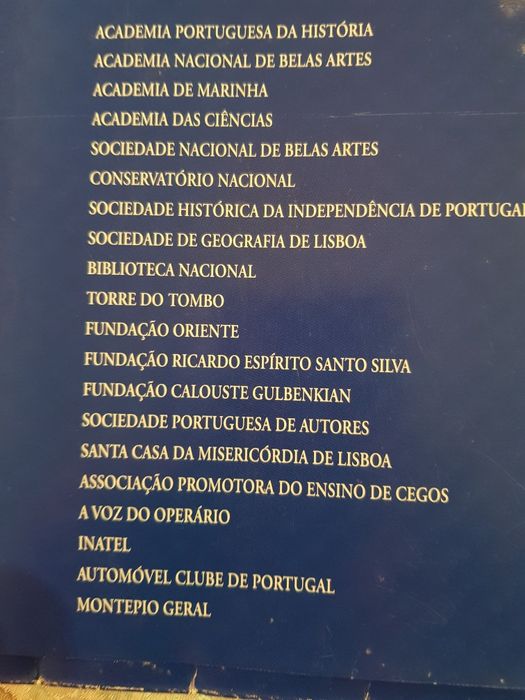 ACADEMIA PORTUGUESA DA HISTÓRIA
ACADEMIA NACIONAL DE BELAS ARTES
ACADEMIA DE MARINHA
ACADEMIA DAS CIÊNCIAS
SOCIEDADE NACIONAL DE BELAS ARTES
CONSERVATÓRIO NACIONAL
SOCIEDADE HISTÓRICA DA INDEPENDÊNCIA DE PORTUGAL
SOCIEDADE DE GEOGRAFIA DE LISBOA
BIBLIOTECA NACIONAL
TORRE DO TOMBO
FUNDAÇÃO ORIENTE
FUNDAÇÃO RICARDO ESPÍRITO SANTO SILVA
FUNDAÇÃO CALOUSTE GULBENKIAN
SOCIEDADE PORTUGUESA DE AUTORES
SANTA CASA DA MISERICÓRDIA DE LISBOA
ASSOCIAÇÃO PROMOTORA DO ENSINO DE CEGOS
A VOZ DO OPERÁRIO
INATEL
AUTOMÓVEL CLUBE DE PORTUGAL
MONTEPIO GERAL